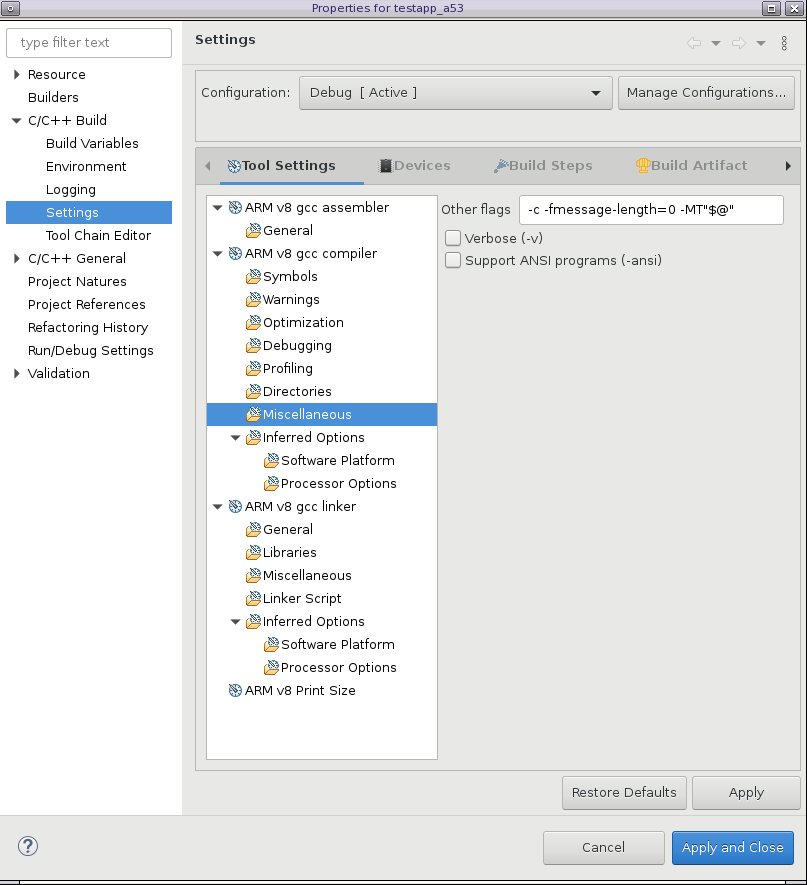 Properties for testapp_a53
type filter text
Resource
Builders
C/C++ Build
Build Variables
Environment
Logging
Settings
Tool Chain Editor
C/C++ General
Project Natures
Project References
Refactoring History
Run/Debug Settings
Validation
Settings
Configuration: Debug [ Active ] Manage Configurations...
Tool Settings Devices Build Steps Build Artifact
ARM v8 gcc assembler
General
ARM v8 gcc compiler
Symbols
Warnings
Optimization
Debugging
Profiling
Directories
Miscellaneous
Inferred Options
Software Platform
Processor Options
ARM v8 gcc linker
General
Libraries
Miscellaneous
Linker Script
Inferred Options
Software Platform
Processor Options
ARM v8 Print Size
Other flags -c -fmessage-length=0 -MT"$@"
Verbose (-v)
Support ANSI programs (-ansi)
Restore Defaults Apply
? Cancel Apply and Close